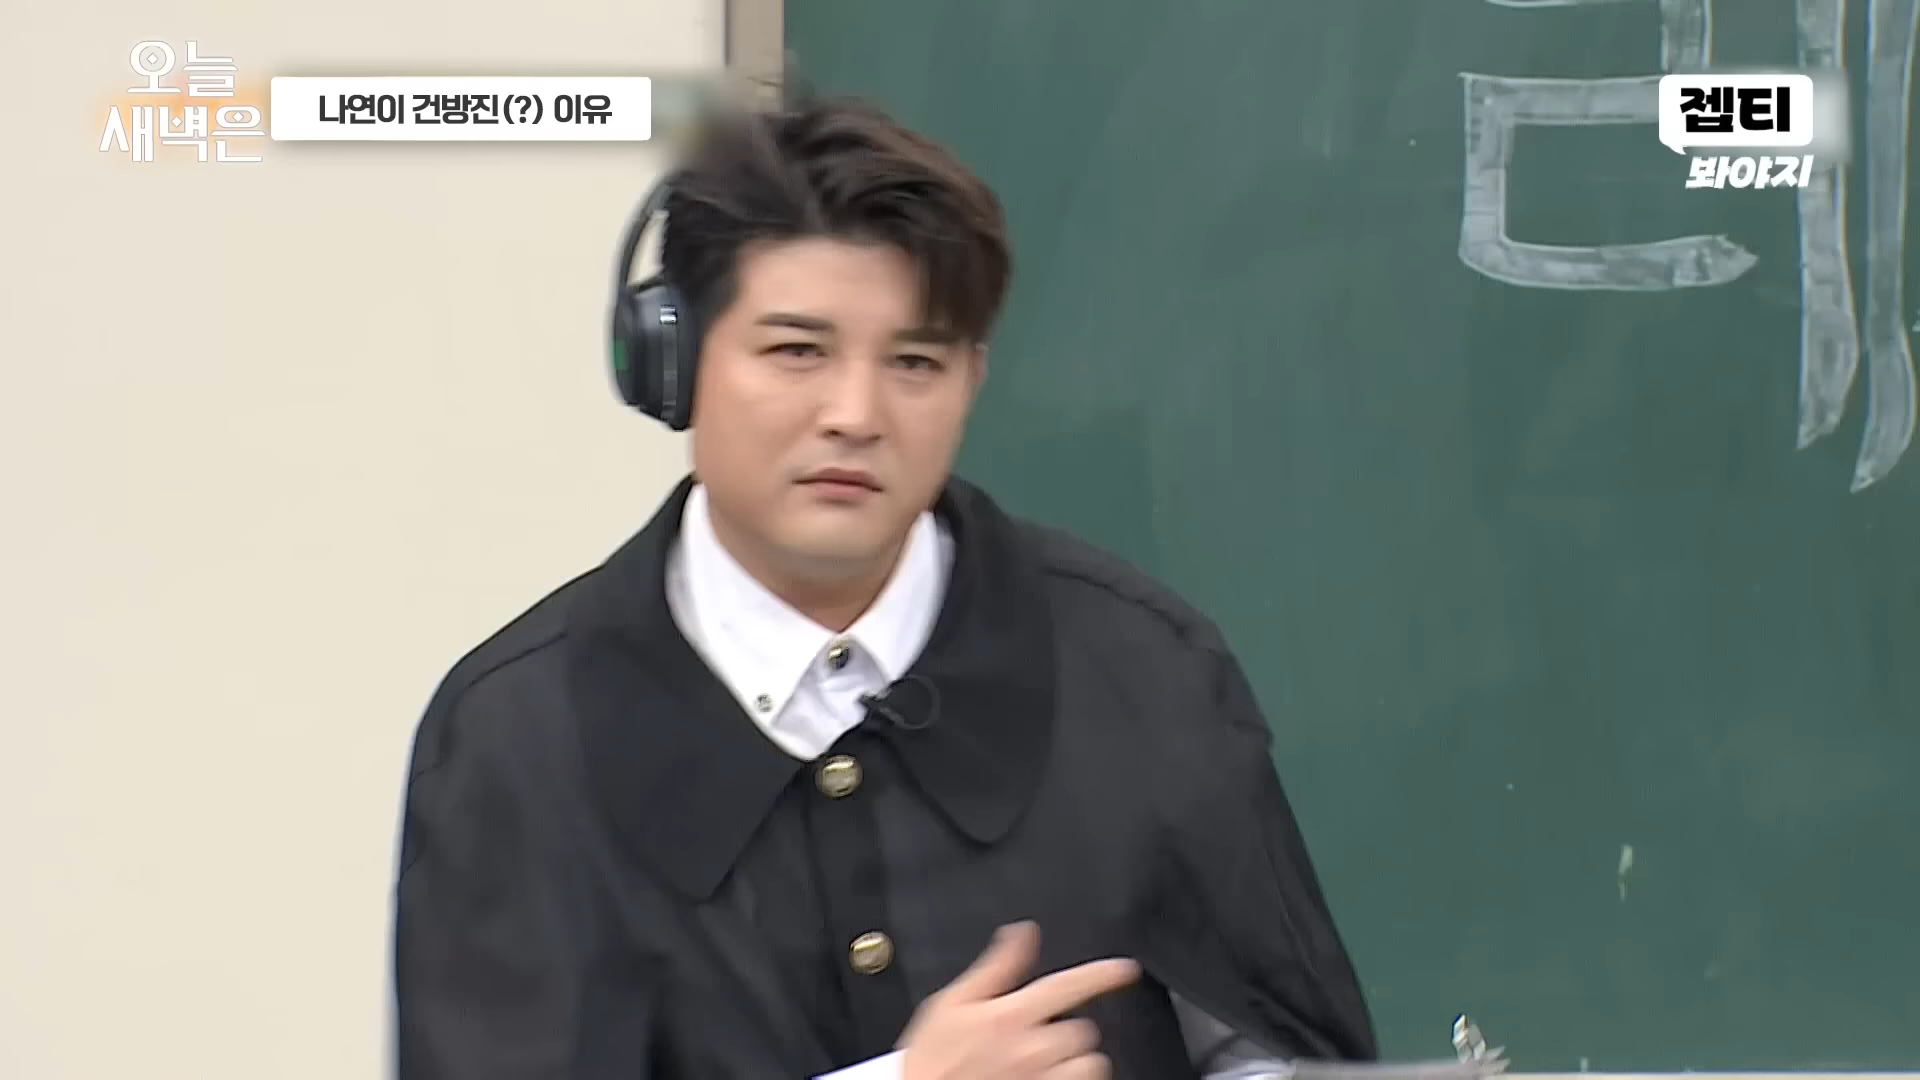 오늘
새벽은
나연이 건방진(?) 이유
젭티
봐야지